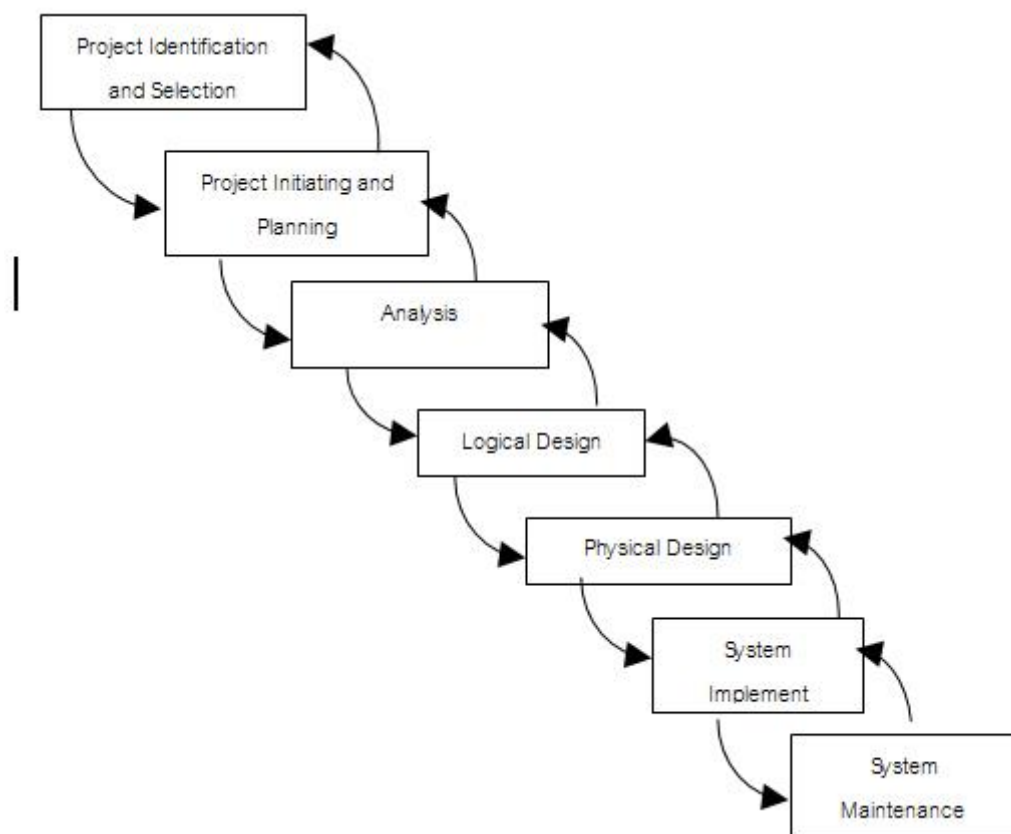 Project Identification
and Selection
Project Initiating and
Planning
Analysis
Logical Design
Physical Design
System
Implement
System
Maintenance